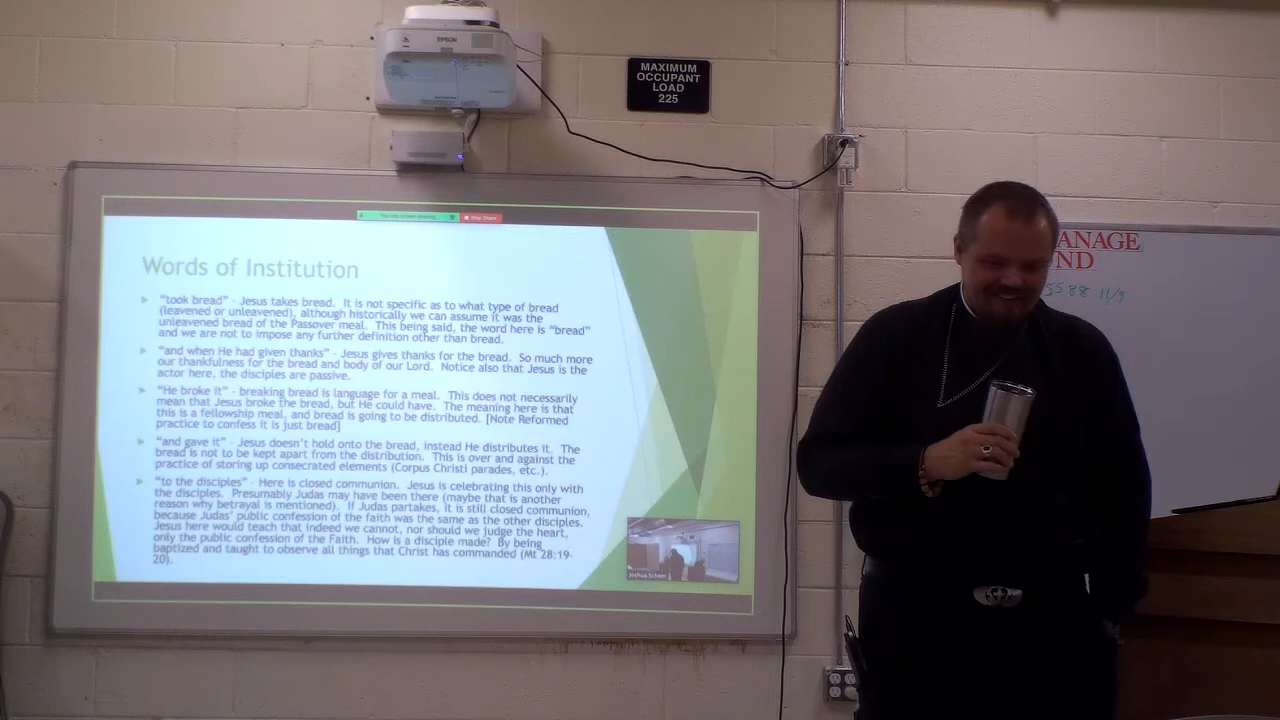 EPSON
MAXIMUM
OCCUPANT
LOAD
225
You are screen sharing
Stop Share
Words of Institution
"took bread" - Jesus takes bread. It is not specific as to what type of bread
(leavened or unleavened), although historically we can assume it was the
unleavened bread of the Passover meal. This being said, the word here is "bread"
and we are not to impose any further definition other than bread.
"and when He had given thanks" - Jesus gives thanks for the bread. So much more
our thankfulness for the bread and body of our Lord. Notice also that Jesus is the
actor here, the disciples are passive.
"He broke it" - breaking bread is language for a meal. This does not necessarily
mean that Jesus broke the bread, but He could have. The meaning here is that
this is a fellowship meal, and bread is going to be distributed. [Note Reformed
practice to confess it is just bread]
"and gave it" - Jesus doesn't hold onto the bread, instead He distributes it. The
bread is not to be kept apart from the distribution. This is over and against the
practice of storing up consecrated elements (Corpus Christi parades, etc.).
"to the disciples" - Here is closed communion. Jesus is celebrating this only with
the disciples. Presumably Judas may have been there (maybe that is another
reason why betrayal is mentioned). If Judas partakes, it is still closed communion,
because Judas' public confession of the faith was the same as the other disciples.
Jesus here would teach that indeed we cannot, nor should we judge the heart,
only the public confession of the Faith. How is a disciple made? By being
baptized and taught to observe all things that Christ has commanded (Mt 28:19-
20).
Joshua Scheer
ANAGE
ND
5588 11/9